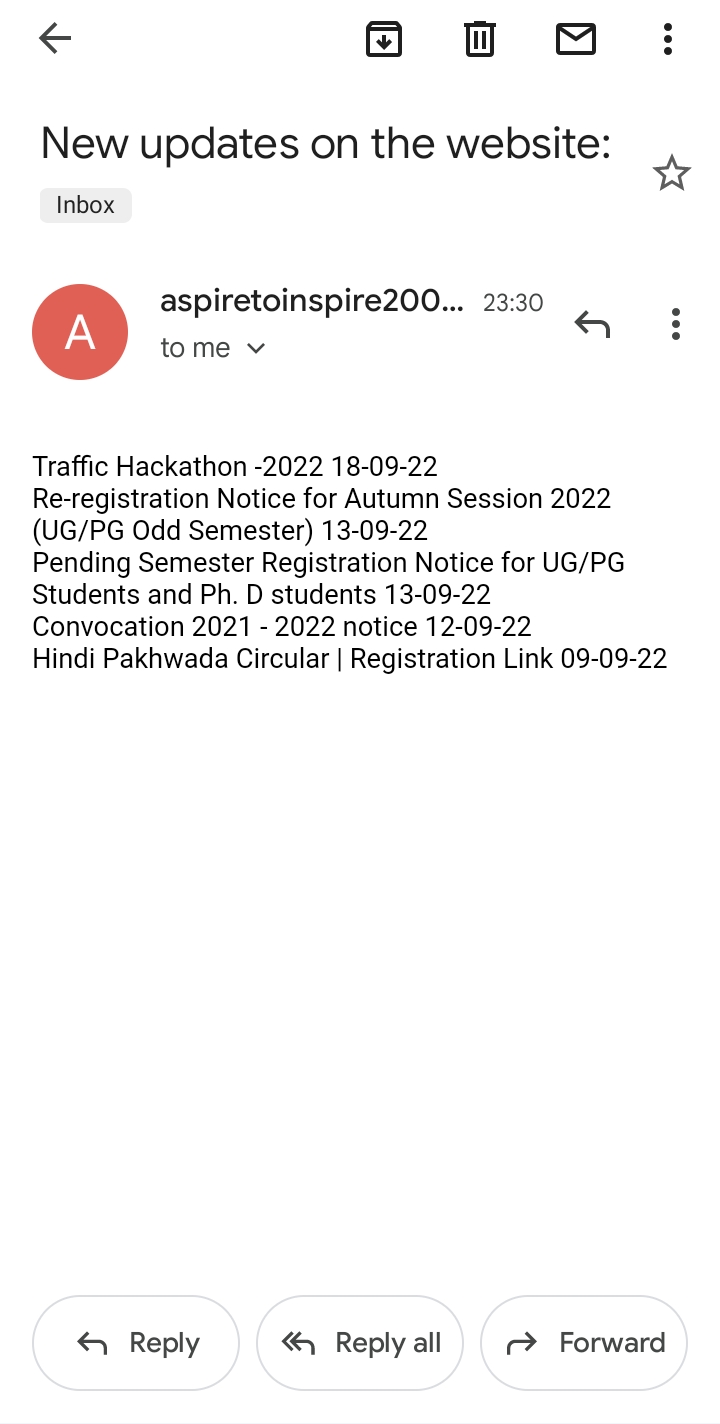 New updates on the website:
Inbox
A
aspiretoinspire200... 23:30
to me
Traffic Hackathon -2022 18-09-22
Re-registration Notice for Autumn Session 2022
(UG/PG Odd Semester) 13-09-22
Pending Semester Registration Notice for UG/PG
Students and Ph. D students 13-09-22
Convocation 2021 - 2022 notice 12-09-22
Hindi Pakhwada Circular | Registration Link 09-09-22
Reply Reply all Forward